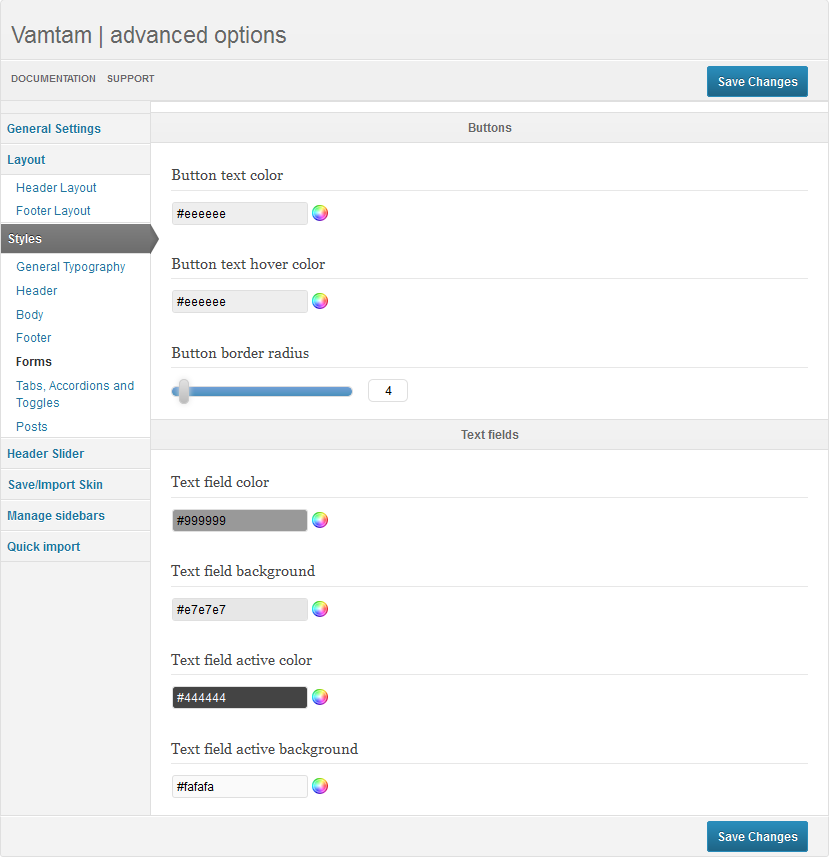 Vamtam | advanced options
DOCUMENTATION SUPPORT
Save Changes
General Settings
Layout
Header Layout
Footer Layout
Styles
General Typography
Header
Body
Footer
Forms
Tabs, Accordions and
Toggles
Posts
Header Slider
Save/Import Skin
Manage sidebars
Quick import
Buttons
Button text color
#eeeeee
Button text hover color
#eeeeee
Button border radius
4
Text fields
Text field color
#999999
Text field background
#e7e7e7
Text field active color
#444444
Text field active background
#fafafa
Save Changes